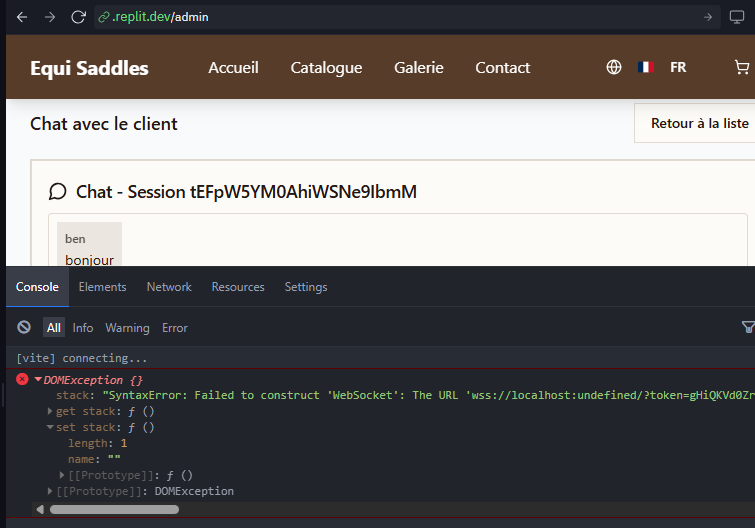 .replit.dev/admin
Equi Saddles Accueil Catalogue Galerie Contact FR
Chat avec le client Retour à la liste
Chat - Session tEFpW5YM0AhiWSNe9IbmM
ben
bonjour
Console Elements Network Resources Settings
All Info Warning Error
[vite] connecting...
DOMException {}
stack: "SyntaxError: Failed to construct 'WebSocket': The URL 'wss://localhost:undefined/?token=gHiQKVd0Zr
get stack: ƒ ()
set stack: ƒ ()
length: 1
name: ""
[[Prototype]]: ƒ ()
[[Prototype]]: DOMException